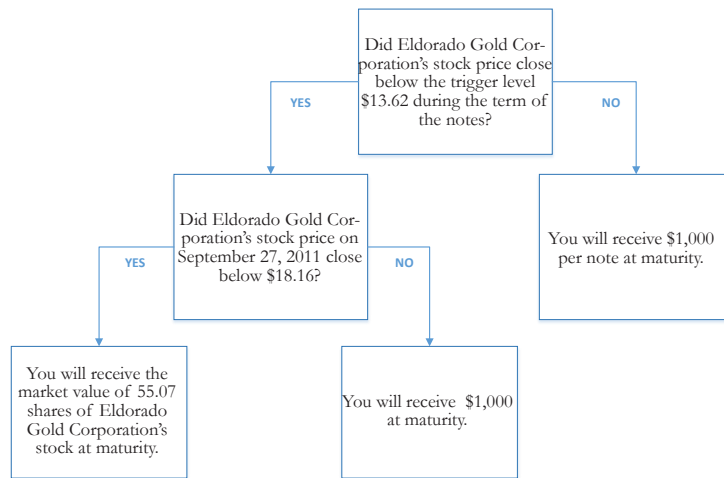 Did Eldorado Gold Cor-
poration's stock price close
below the trigger level
$13.62 during the term of
the notes?
YES
NO
Did Eldorado Gold Cor-
poration's stock price on
September 27, 2011 close
below $18.16?
You will receive $1,000
per note at maturity.
YES
NO
You will receive the
market value of 55.07
shares of Eldorado
Gold Corporation's
stock at maturity.
You will receive $1,000
at maturity.